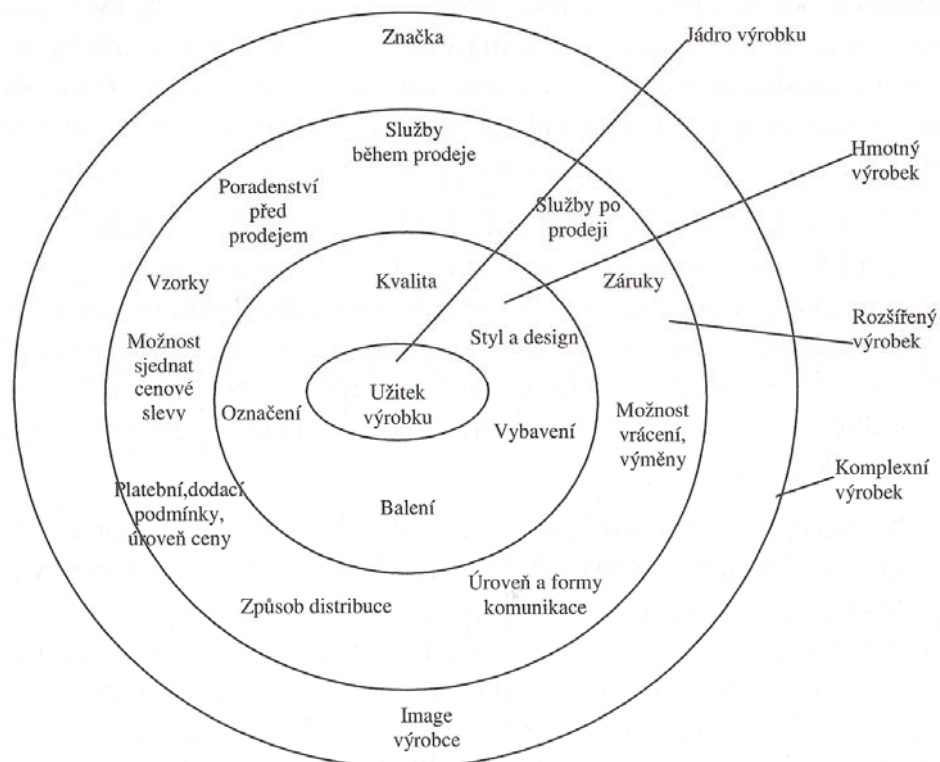 Značka
Jádro výrobku
Služby
během prodeje
Hmotný
výrobek
Poradenství
před
prodejem
Služby po
prodeji
Vzorky
Kvalita
Záruky
Rozšířený
výrobek
Styl a design
Možnost
sjednat
cenové
slevy
Užitek
výrobku
Označení
Vybavení
Možnost
vrácení,
výměny
Komplexní
výrobek
Platební,dodací
podmínky,
úroveň ceny
Balení
Způsob distribuce
Úroveň a formy
komunikace
Image
výrobce